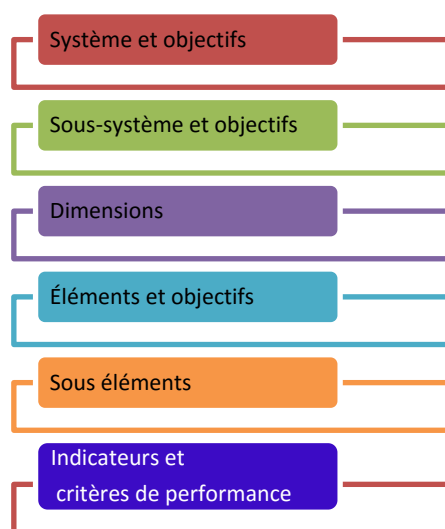 Système et objectifs
Sous-système et objectifs
Dimensions
Éléments et objectifs
Sous éléments
Indicateurs et
critères de performance